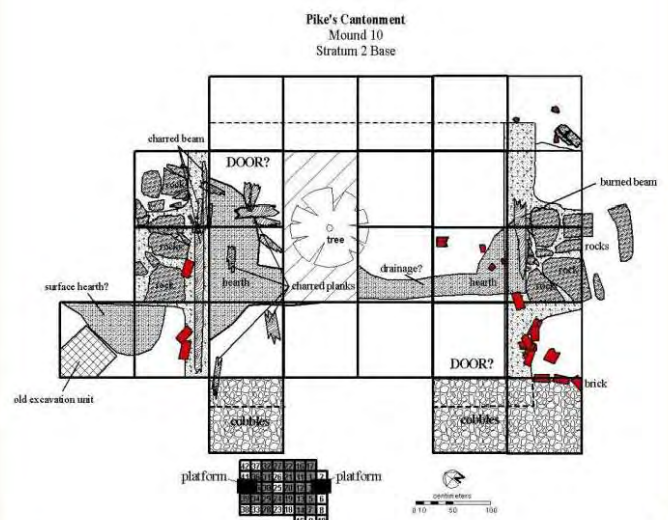 Pike's Cantonment
Mound 10
Stratum 2 Base
charred beam
DOOR?
burned beam
rock
rocks
tree
rocks
rock
surface hearth?
rock
hearth
charred planks
drainage?
hearth
rock
DOOR?
brick
old excavation unit
cobbles
cobbles
platform
platform
centimeters
0 10 50 100